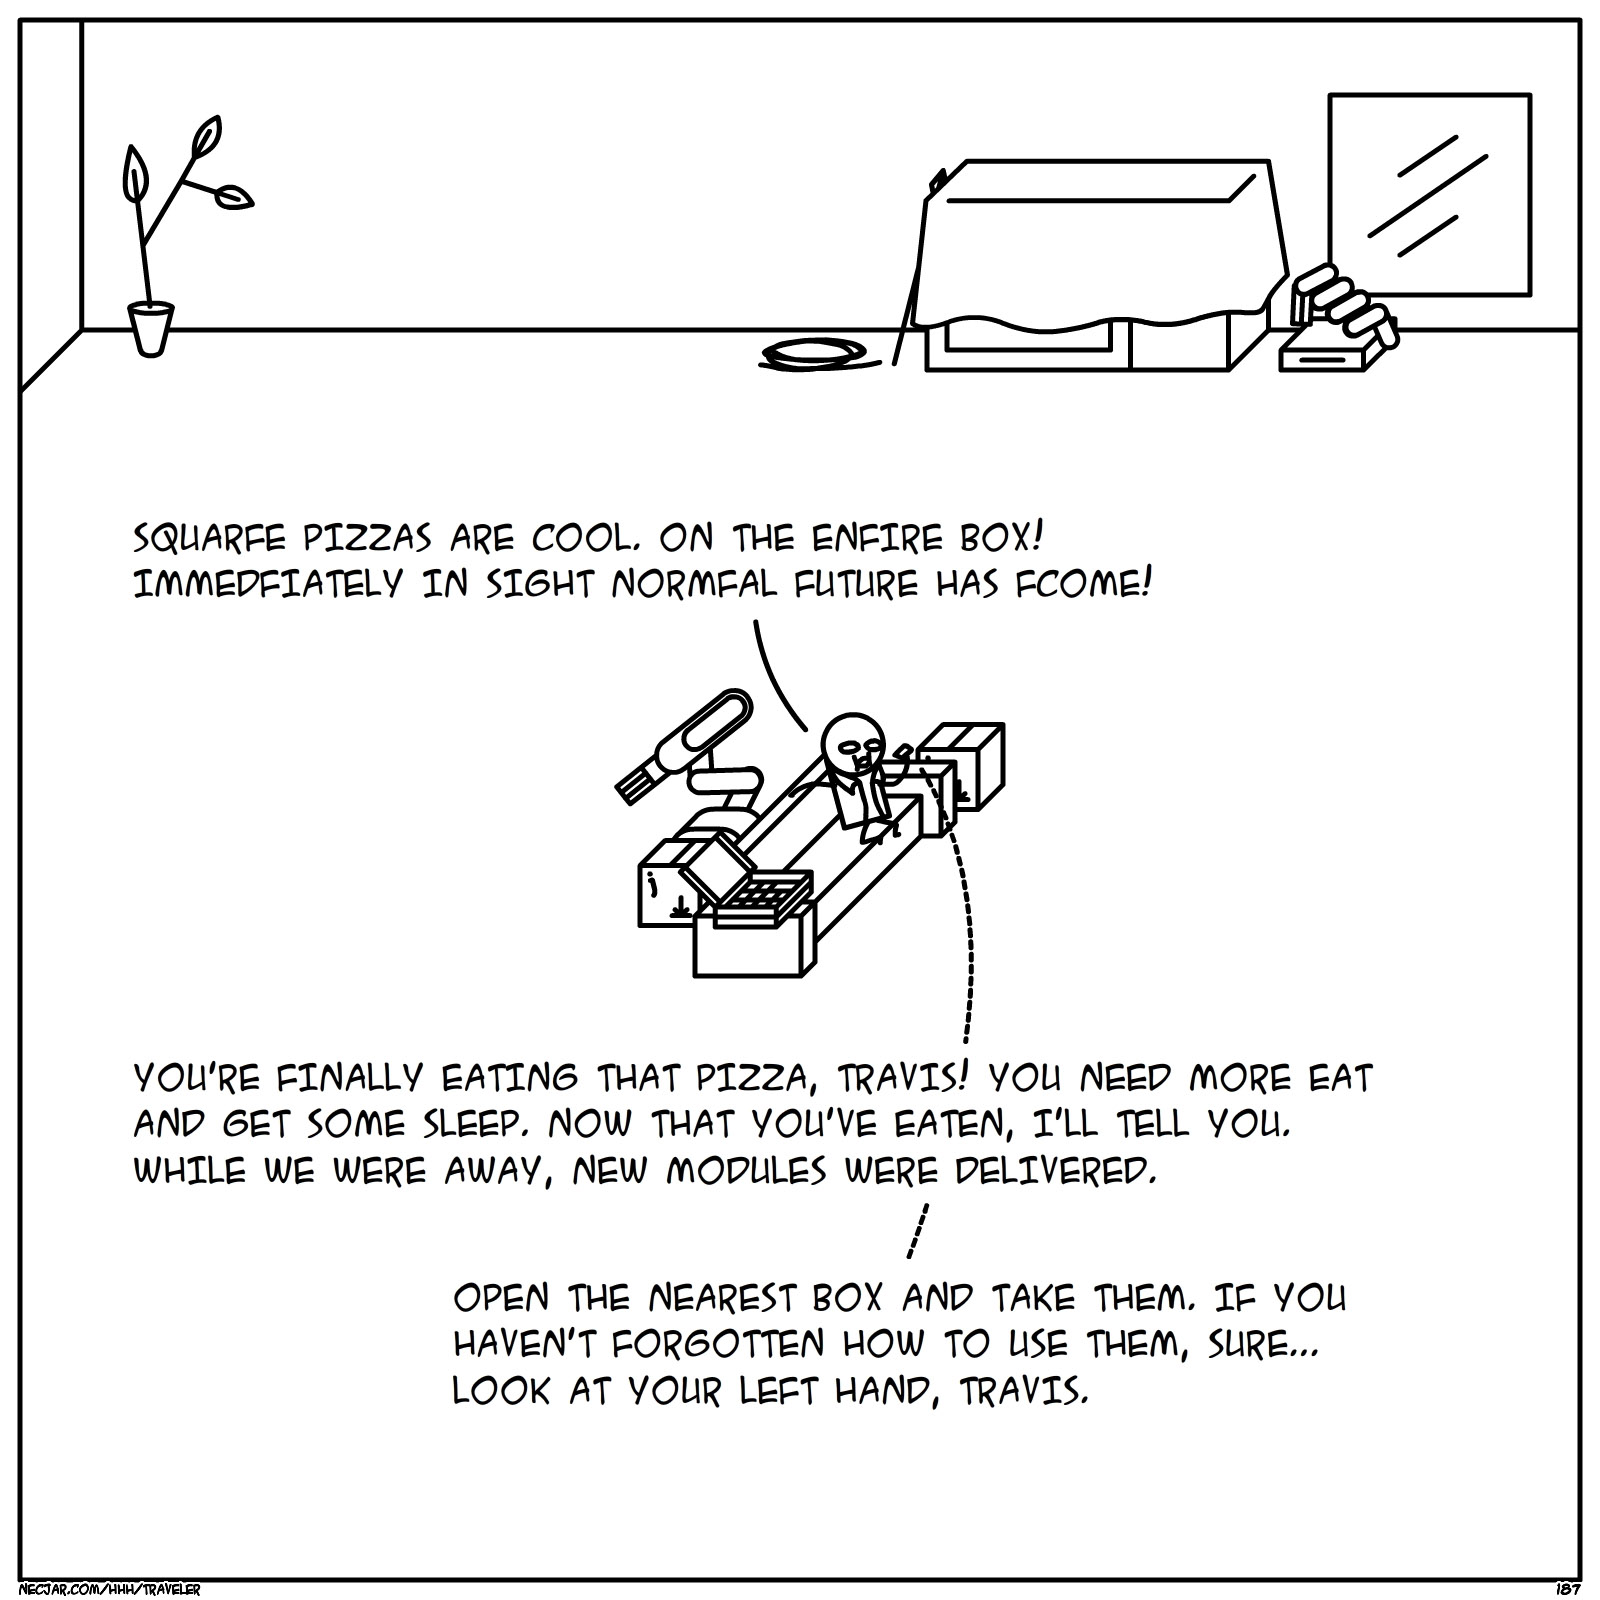 SQUARFE PIZZAS ARE COOL. ON THE ENFIRE BOX!
IMMEDFIATELY IN SIGHT NORMFAL FUTURE HAS FCOME!
YOU'RE FINALLY EATING THAT PIZZA, TRAVIS! YOU NEED MORE EAT
AND GET SOME SLEEP. NOW THAT YOU'VE EATEN, I'LL TELL YOU.
WHILE WE WERE AWAY, NEW MODULES WERE DELIVERED.
OPEN THE NEAREST BOX AND TAKE THEM. IF YOU
HAVEN'T FORGOTTEN HOW TO USE THEM, SURE...
LOOK AT YOUR LEFT HAND, TRAVIS.
NECJAR.COM/HHH/TRAVELER
187